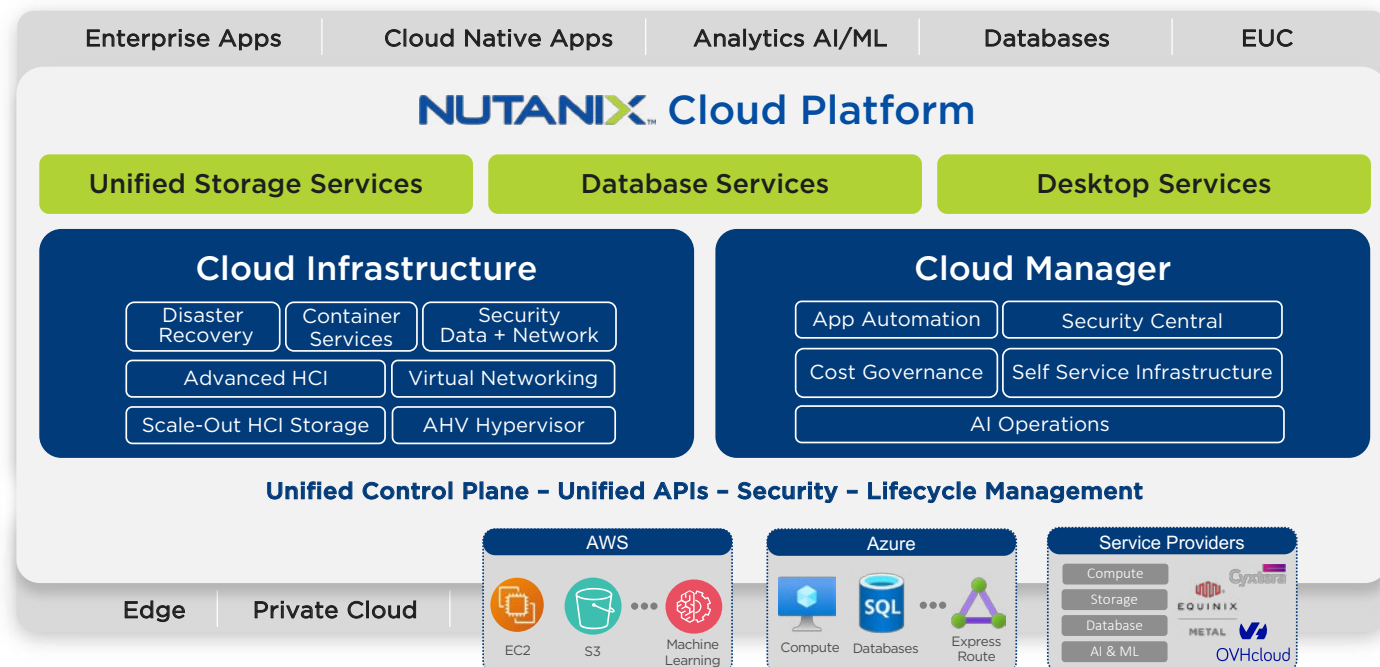 Enterprise Apps
Cloud Native Apps
Analytics AI/ML
Databases
EUC
NUTANIX™ Cloud Platform
Unified Storage Services
Database Services
Desktop Services
Cloud Infrastructure
Disaster
Recovery
Container
Services
Security
Data + Network
Advanced HCI
Virtual Networking
Scale-Out HCI Storage
AHV Hypervisor
Cloud Manager
App Automation
Security Central
Cost Governance
Self Service Infrastructure
AI Operations
Unified Control Plane – Unified APIs – Security – Lifecycle Management
Edge
Private Cloud
AWS
EC2
S3
Machine
Learning
Azure
SQL
Compute
Databases
Express
Route
Service Providers
Compute
Storage
Database
AI & ML
Cyxtera
EQUINIX
METAL
OVHcloud